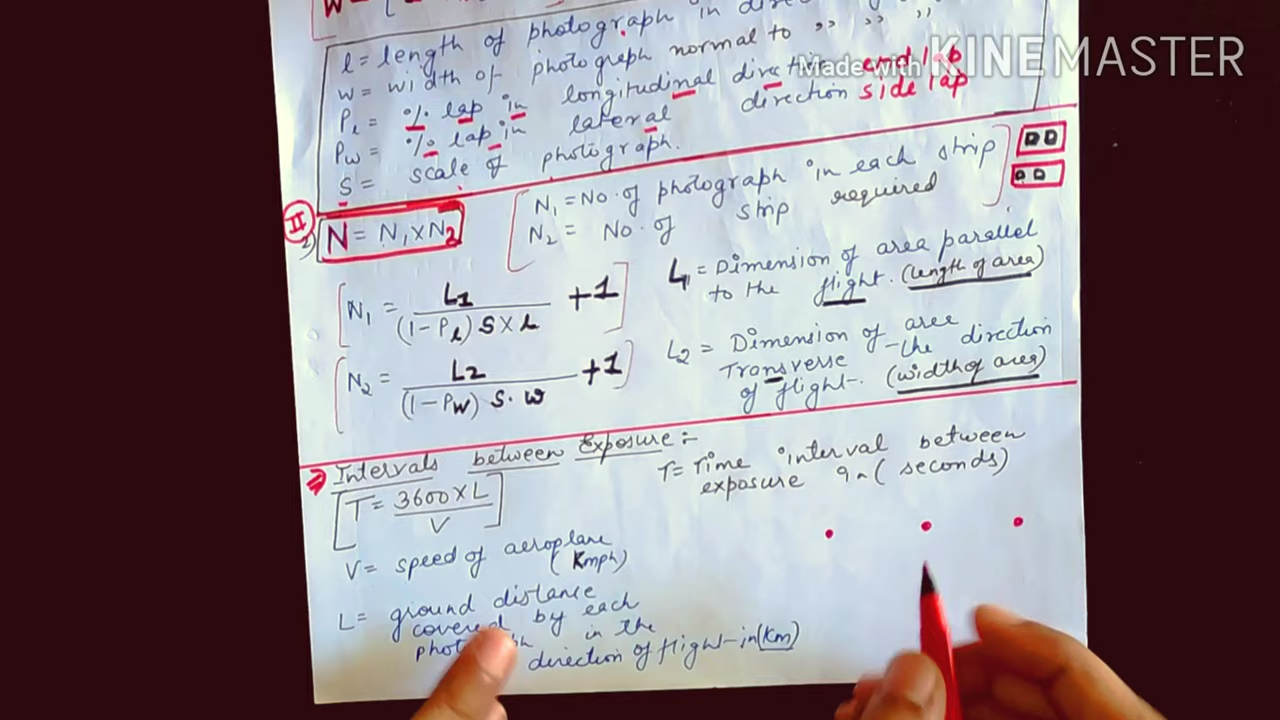 W = [
l = length of photograph in direction
w = width of photograph normal to ,, ,, ,,
Made with KINEMASTER
Pl = % lap in longitudinal direction end lap
Pw = % lap in lateral direction side lap
S = scale of photograph.
II
2) N = N1 x N2
N1 = No. of photograph in each strip
N2 = No. of strip required
N1 = L1 / (1 - Pl) S x L + 1
L1 = Dimension of area parallel
to the flight. (length of area)
N2 = L2 / (1 - Pw) S. w + 1
L2 = Dimension of area
Transverse - the direction
of flight-. (width of area)
Intervals between Exposure :-
[T = 3600 x L / V]
T = Time interval between
exposure in (seconds)
V = speed of aeroplane
(Kmph)
L = ground distance
covered by each
in the
direction of flight-in (Km)